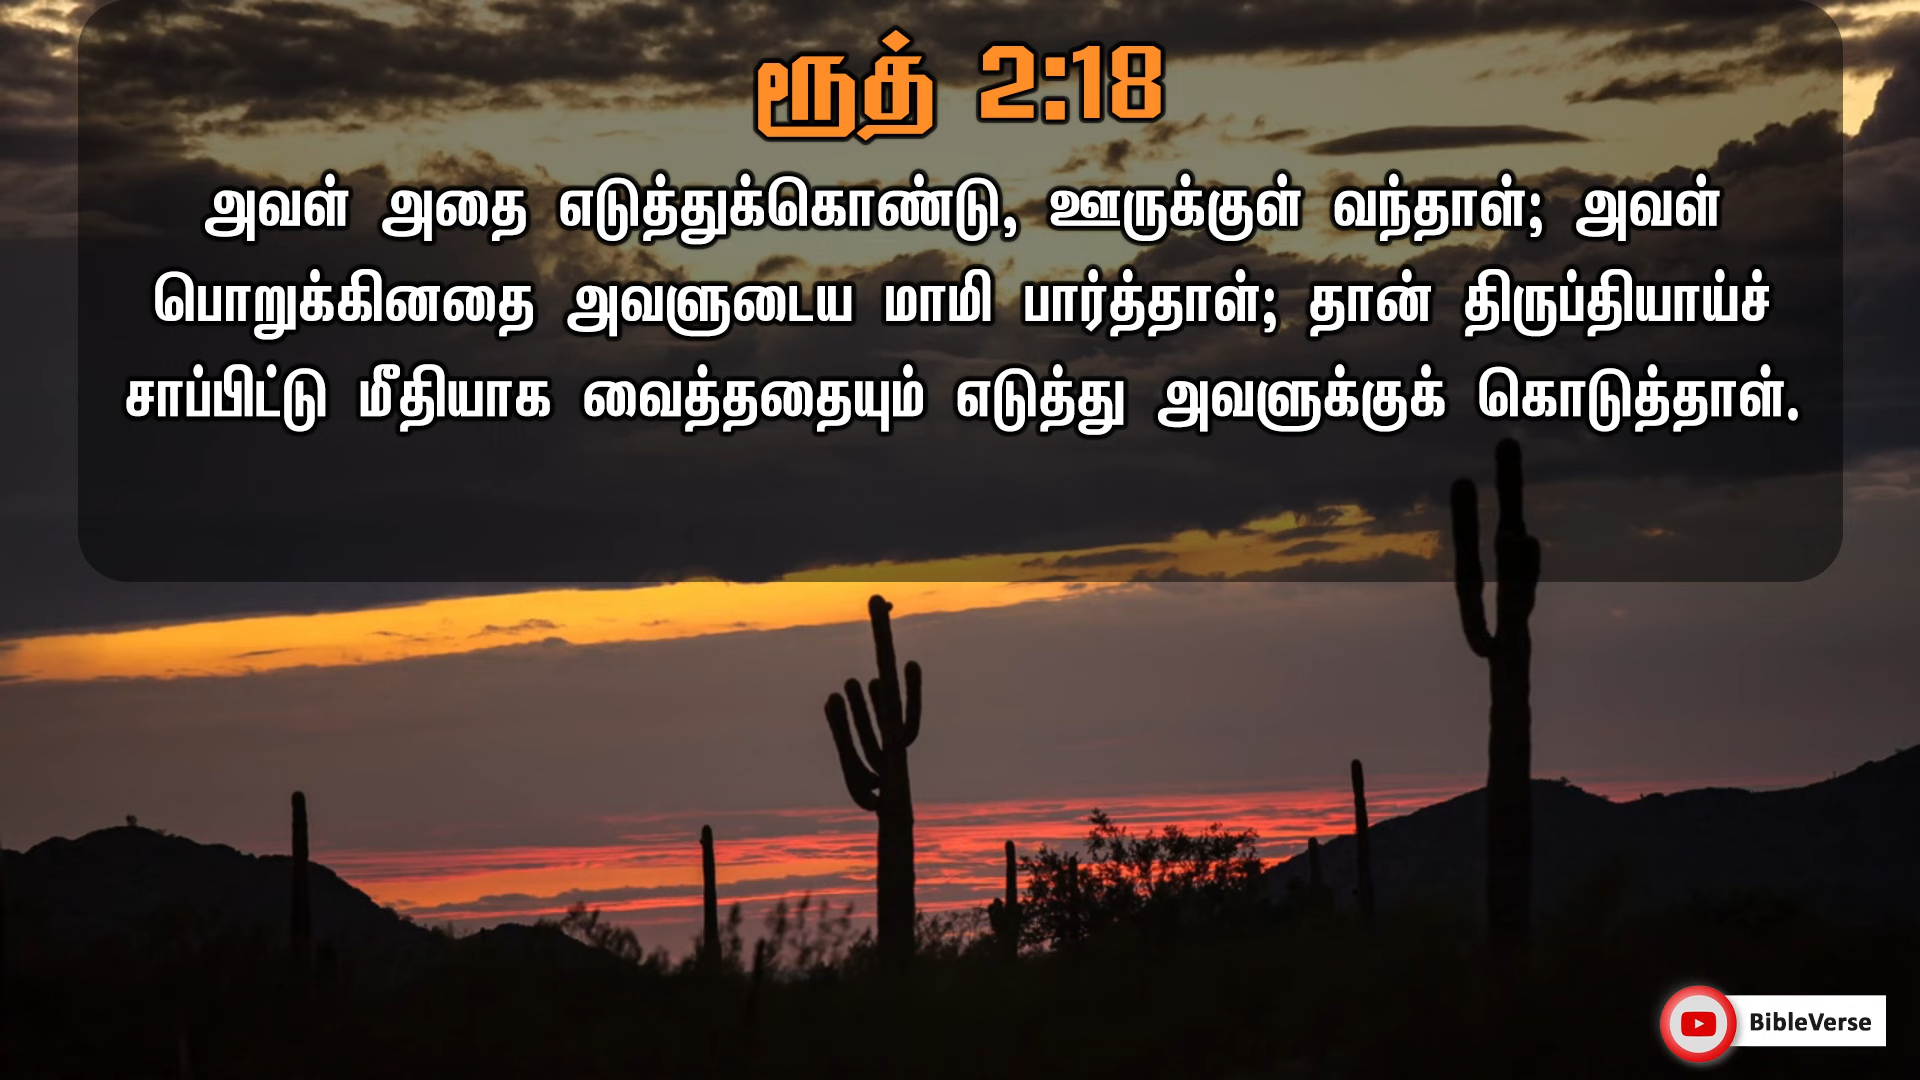 ரூத் 2:18
அவள் அதை எடுத்துக்கொண்டு, ஊருக்குள் வந்தாள்; அவள்
பொறுக்கினதை அவளுடைய மாமி பார்த்தாள்; தான் திருப்தியாய்ச்
சாப்பிட்டு மீதியாக வைத்ததையும் எடுத்து அவளுக்குக் கொடுத்தாள்.
BibleVerse